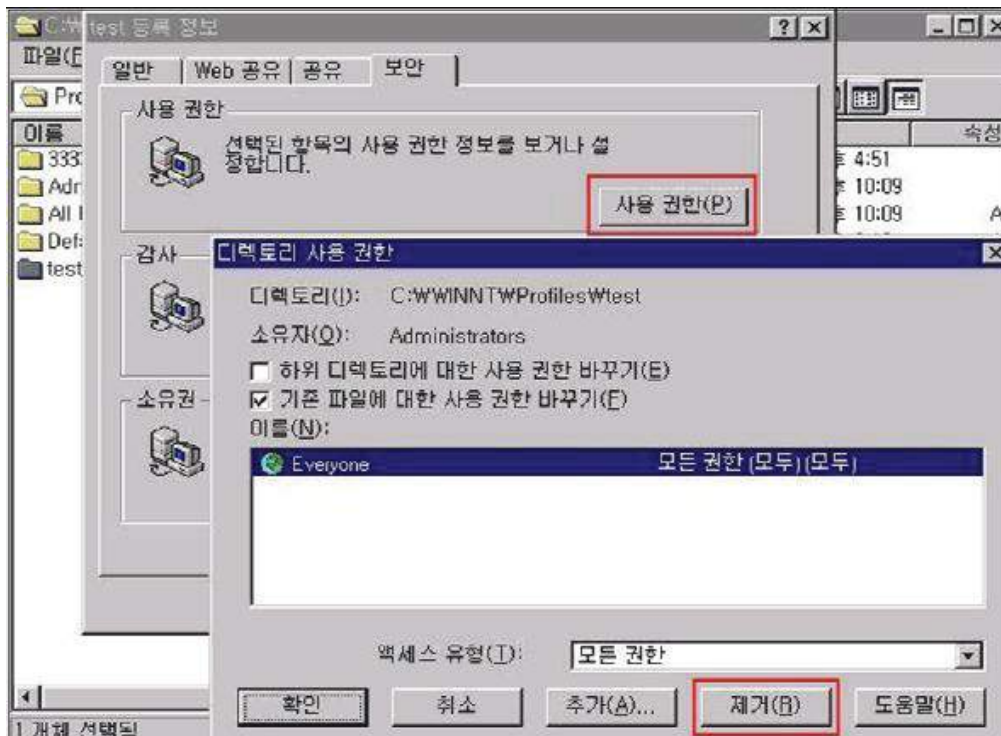 C:\
test 등록 정보
파일(F
일반
Web 공유
공유
보안
Pro
사용 권한
선택된 항목의 사용 권한 정보를 보거나 설
정합니다.
사용 권한(P)
이름
속성
333
4:51
Adr
10:09
All
10:09
Def
test
감사
소유권
디렉토리 사용 권한
디렉토리(I): C:\WINNT\Profiles\test
소유자(O): Administrators
하위 디렉토리에 대한 사용 권한 바꾸기(E)
기존 파일에 대한 사용 권한 바꾸기(F)
이름(N):
Everyone 모든 권한 (모두) (모두)
액세스 유형(T): 모든 권한
확인
취소
추가(A)...
제거(R)
도움말(H)
1 개체 선택됨